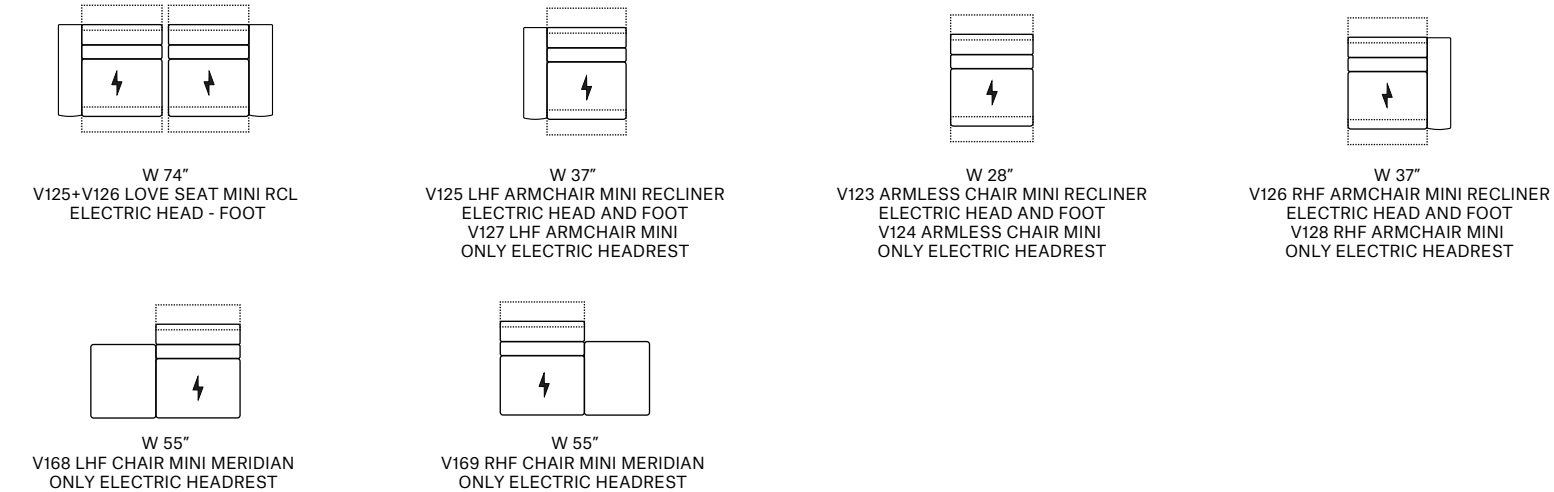 W 74″
V125+V126 LOVE SEAT MINI RCL
ELECTRIC HEAD - FOOT
W 37″
V125 LHF ARMCHAIR MINI RECLINER
ELECTRIC HEAD AND FOOT
V127 LHF ARMCHAIR MINI
ONLY ELECTRIC HEADREST
W 28″
V123 ARMLESS CHAIR MINI RECLINER
ELECTRIC HEAD AND FOOT
V124 ARMLESS CHAIR MINI
ONLY ELECTRIC HEADREST
W 37″
V126 RHF ARMCHAIR MINI RECLINER
ELECTRIC HEAD AND FOOT
V128 RHF ARMCHAIR MINI
ONLY ELECTRIC HEADREST
W 55″
V168 LHF CHAIR MINI MERIDIAN
ONLY ELECTRIC HEADREST
W 55″
V169 RHF CHAIR MINI MERIDIAN
ONLY ELECTRIC HEADREST